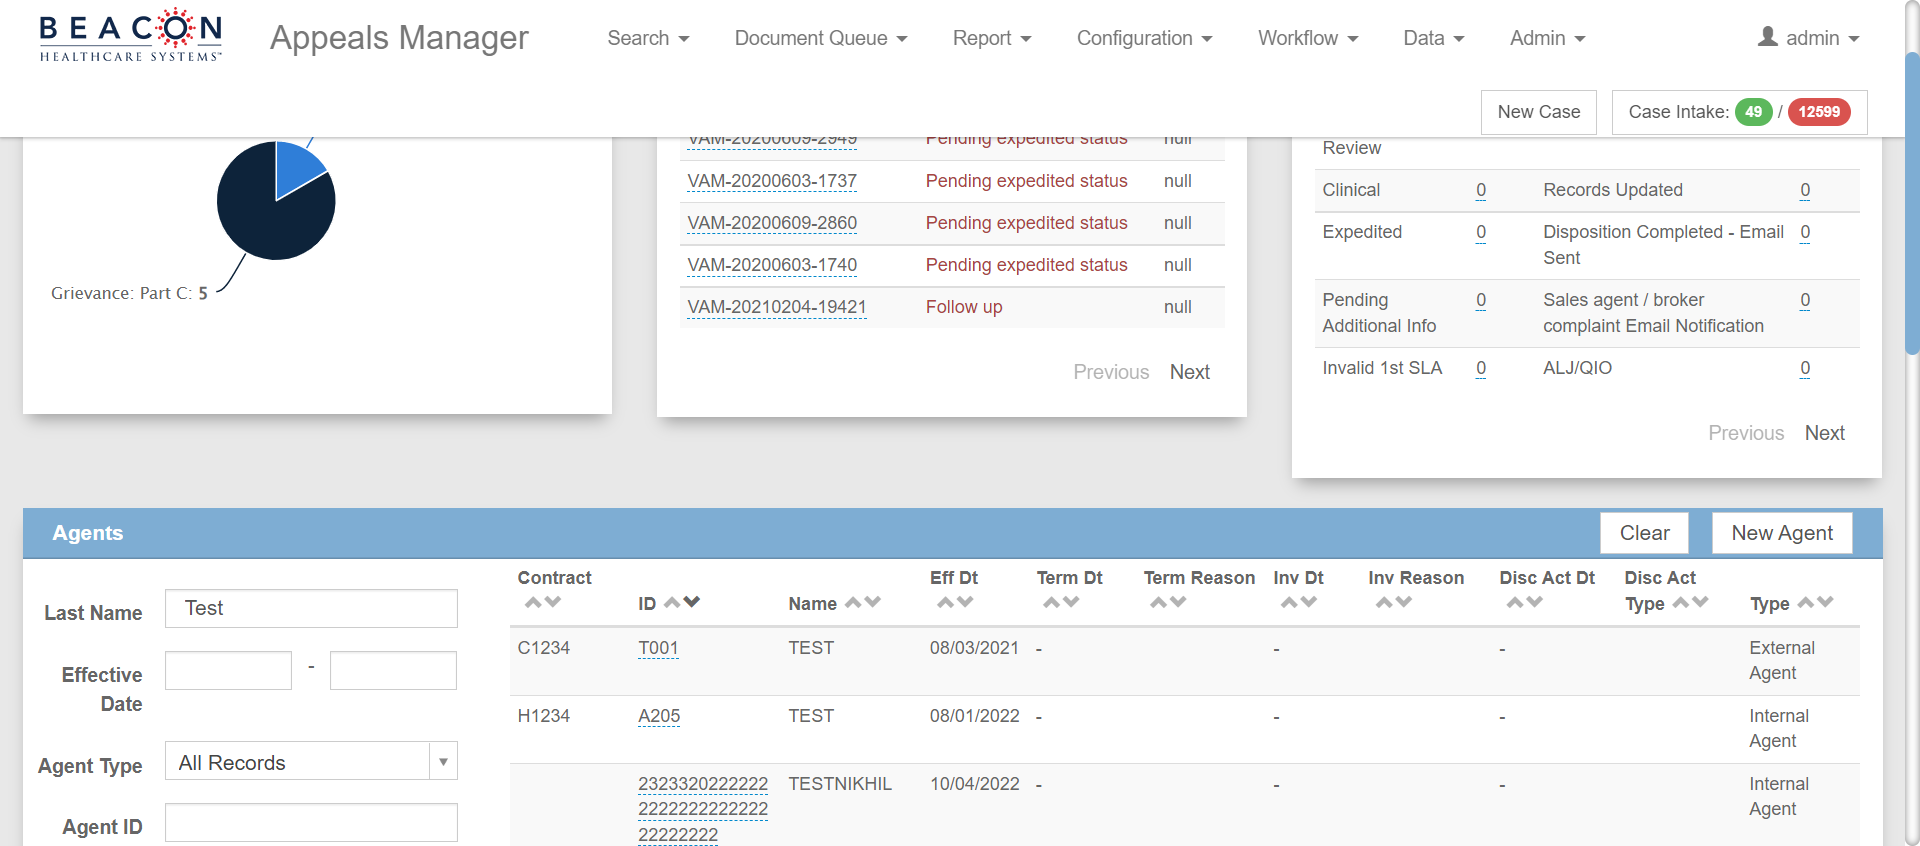 BEACON
HEALTHCARE SYSTEMS™
Appeals Manager
Search
Document Queue
Report
Configuration
Workflow
Data
Admin
admin
New Case
Case Intake: 49 / 12599
Grievance: Part C: 5
VAM-20200609-2949 Pending expedited status null
VAM-20200603-1737 Pending expedited status null
VAM-20200609-2860 Pending expedited status null
VAM-20200603-1740 Pending expedited status null
VAM-20210204-19421 Follow up null
Previous Next
Review
Clinical 0 Records Updated 0
Expedited 0 Disposition Completed - Email 0
Sent
Pending 0 Sales agent / broker 0
Additional Info complaint Email Notification
Invalid 1st SLA 0 ALJ/QIO 0
Previous Next
Agents
Clear
New Agent
Last Name Test
Effective -
Date
Agent Type All Records
Agent ID
Contract Eff Dt Term Dt Term Reason Inv Dt Inv Reason Disc Act Dt Disc Act
ID Name Type Type
C1234 T001 TEST 08/03/2021 - - - External
Agent
H1234 A205 TEST 08/01/2022 - - - Internal
Agent
2323320222222 TESTNIKHIL 10/04/2022 - - - Internal
2222222222222 Agent
22222222